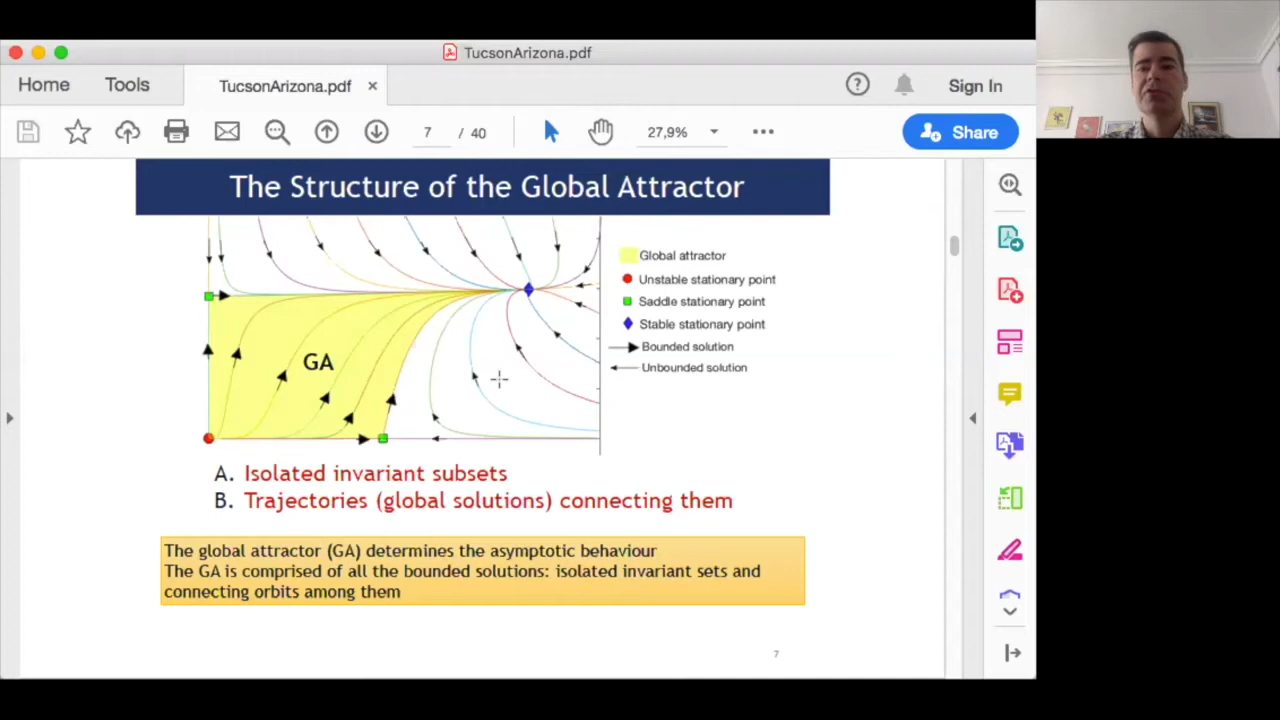 TucsonArizona.pdf
Home
Tools
TucsonArizona.pdf ×
Sign In
7 / 40
27,9%
Share
The Structure of the Global Attractor
Global attractor
Unstable stationary point
Saddle stationary point
Stable stationary point
Bounded solution
Unbounded solution
GA
A. Isolated invariant subsets
B. Trajectories (global solutions) connecting them
The global attractor (GA) determines the asymptotic behaviour
The GA is comprised of all the bounded solutions: isolated invariant sets and
connecting orbits among them
7